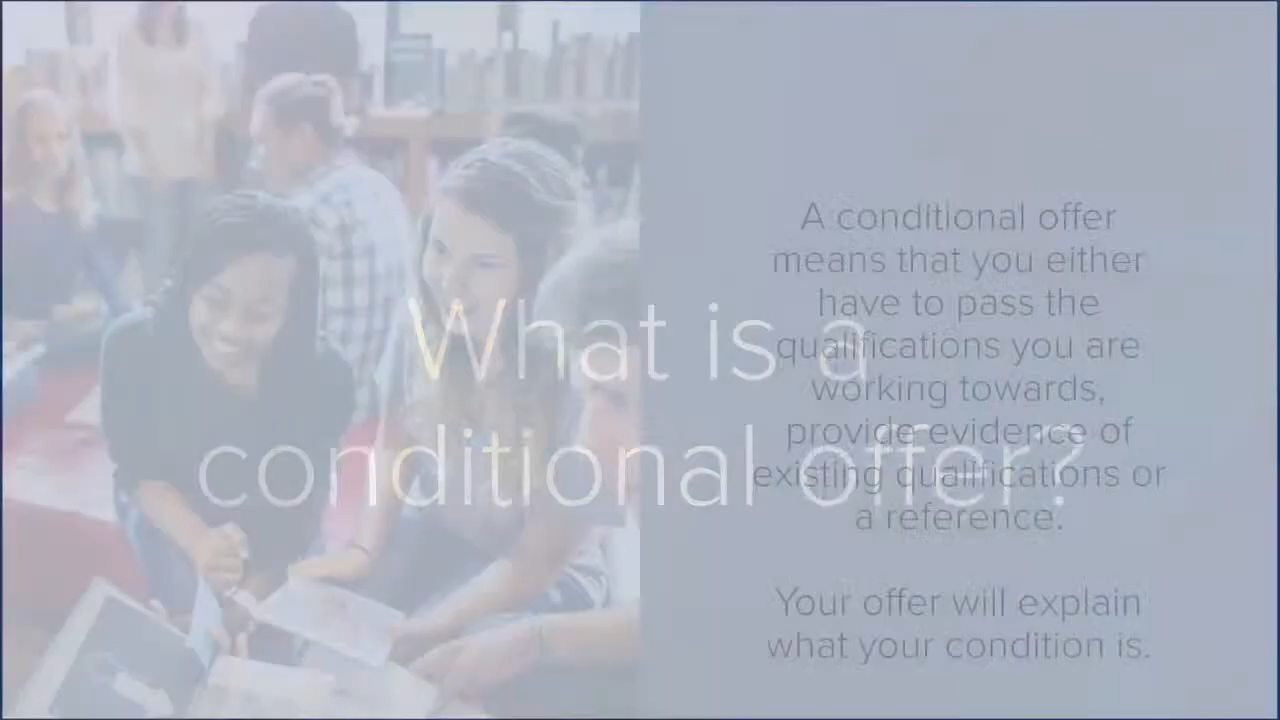 What is a
conditional offer?
A conditional offer
means that you either
have to pass the
qualifications you are
working towards,
provide evidence of
existing qualifications or
a reference.
Your offer will explain
what your condition is.